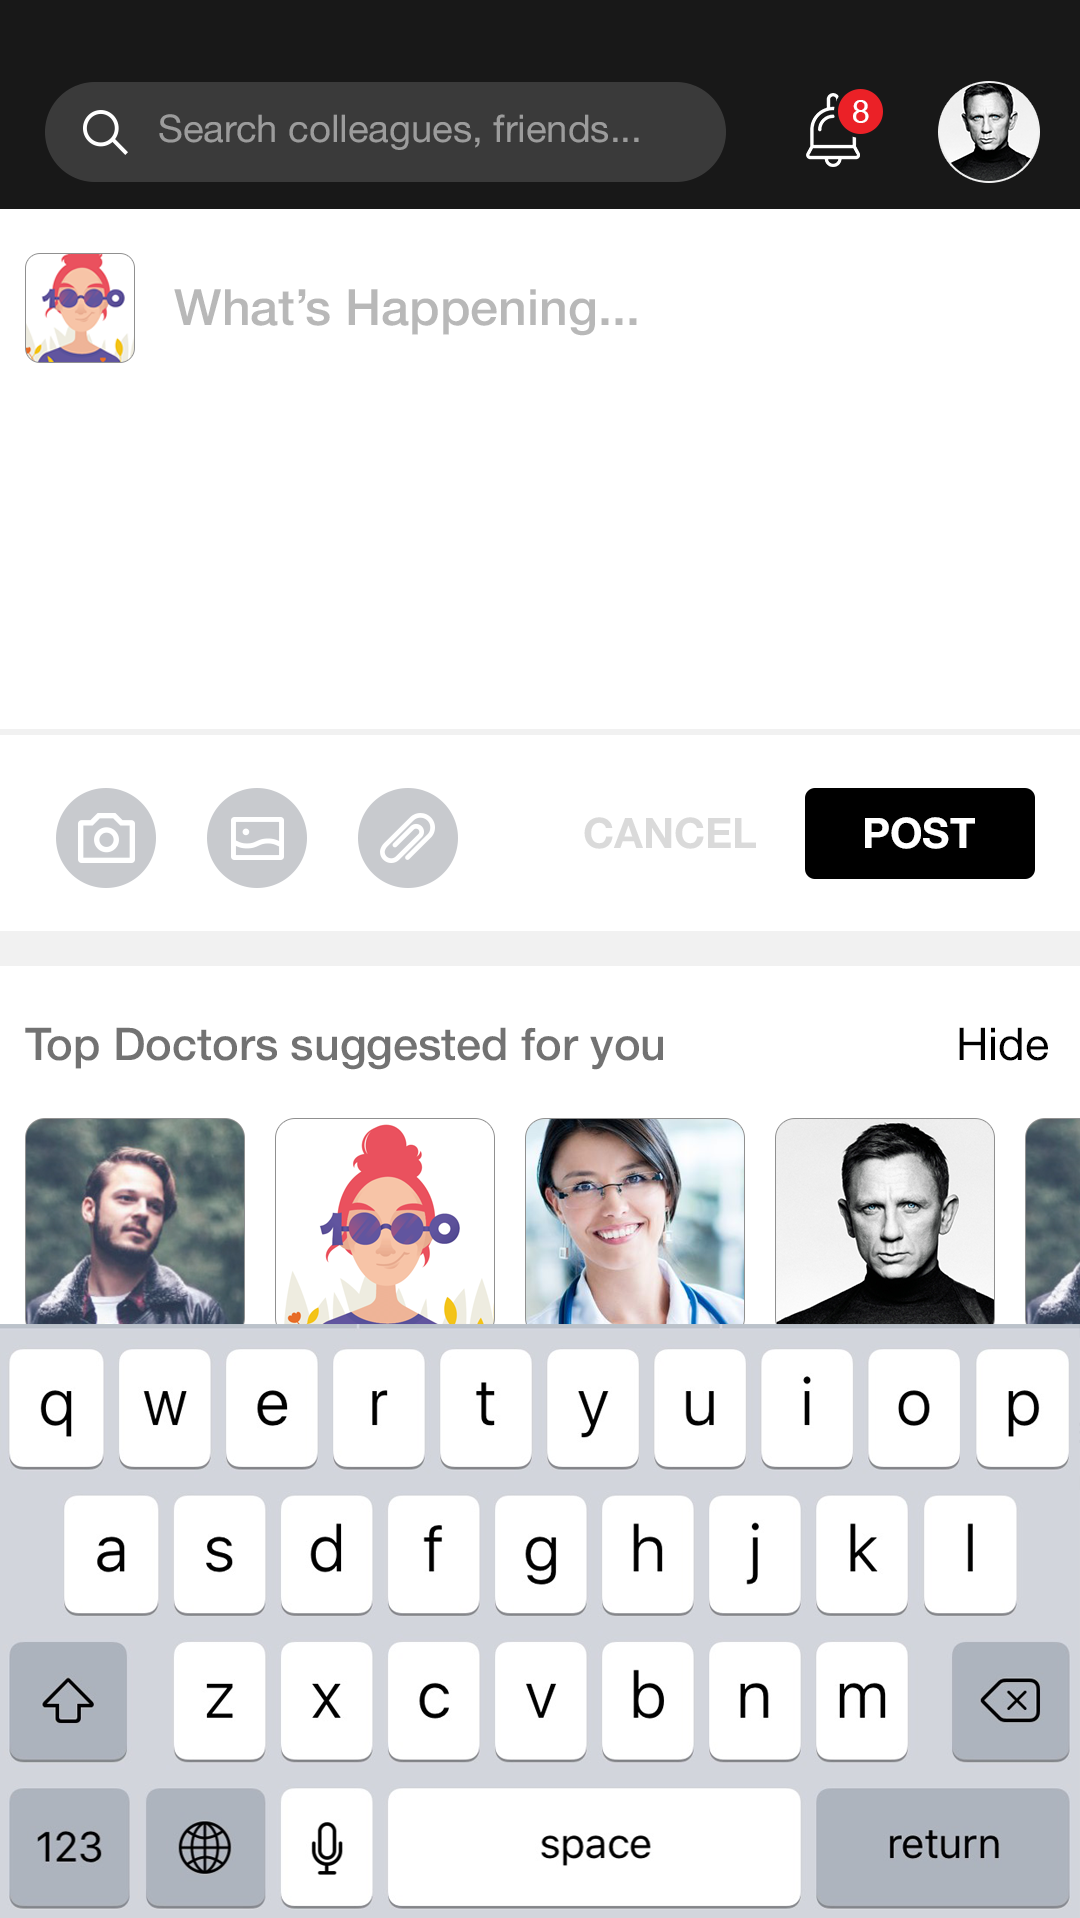 Search colleagues, friends...
8
What’s Happening...
CANCEL
POST
Top Doctors suggested for you
Hide
q w e r t y u i o p
a s d f g h j k l
z x c v b n m
123 space return